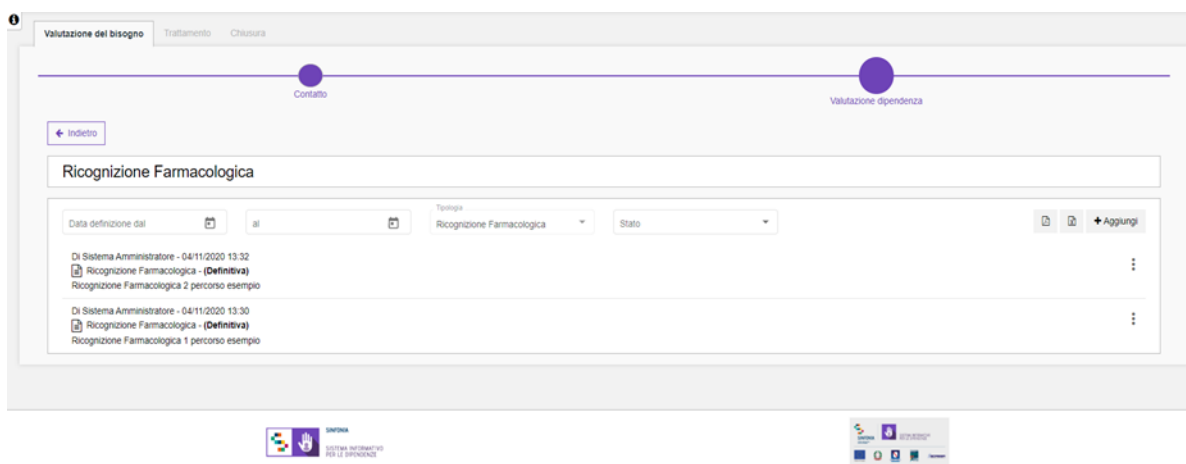 Valutazione del bisogno Trattamento Chiusura
Contatto
Valutazione dipendenza
Indietro
Ricognizione Farmacologica
Data definizione dal al Tipologia Ricognizione Farmacologica Stato Aggiungi
Di Sistema Amministratore - 04/11/2020 13:32
Ricognizione Farmacologica - (Definitiva)
Ricognizione Farmacologica 2 percorso esempio
Di Sistema Amministratore - 04/11/2020 13:30
Ricognizione Farmacologica - (Definitiva)
Ricognizione Farmacologica 1 percorso esempio
SINFONIA
SISTEMA INFORMATIVO
PER LE DIPENDENZE
SINFONIA